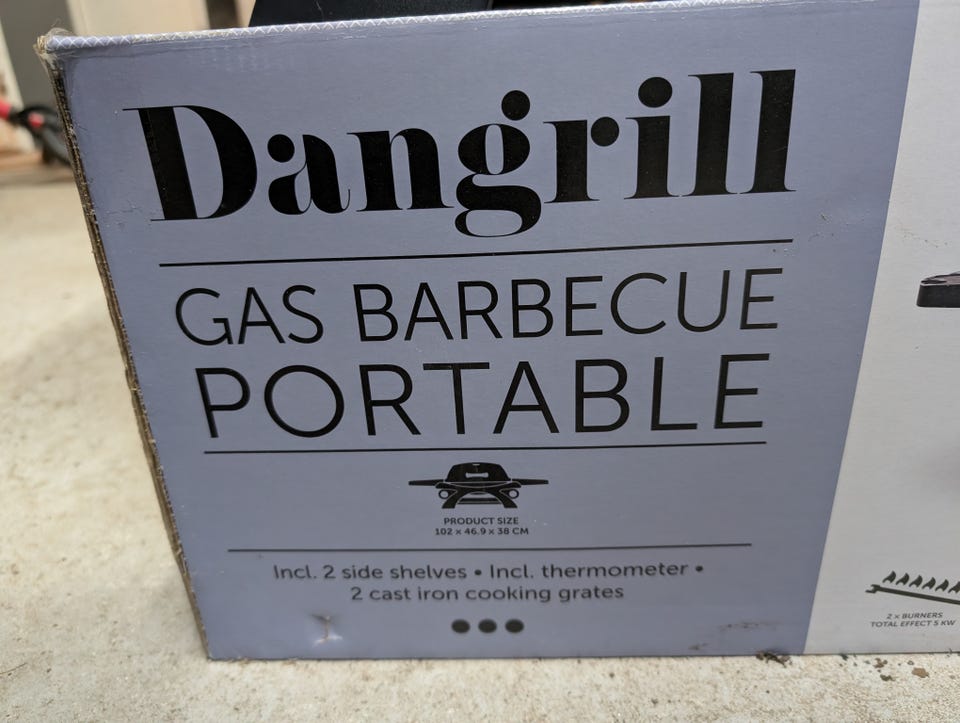 Dangrill
GAS BARBECUE
PORTABLE
PRODUCT SIZE
102 x 46.9 x 38 CM
Incl. 2 side shelves • Incl. thermometer •
2 cast iron cooking grates
2 x BURNERS
TOTAL EFFECT 5 KW